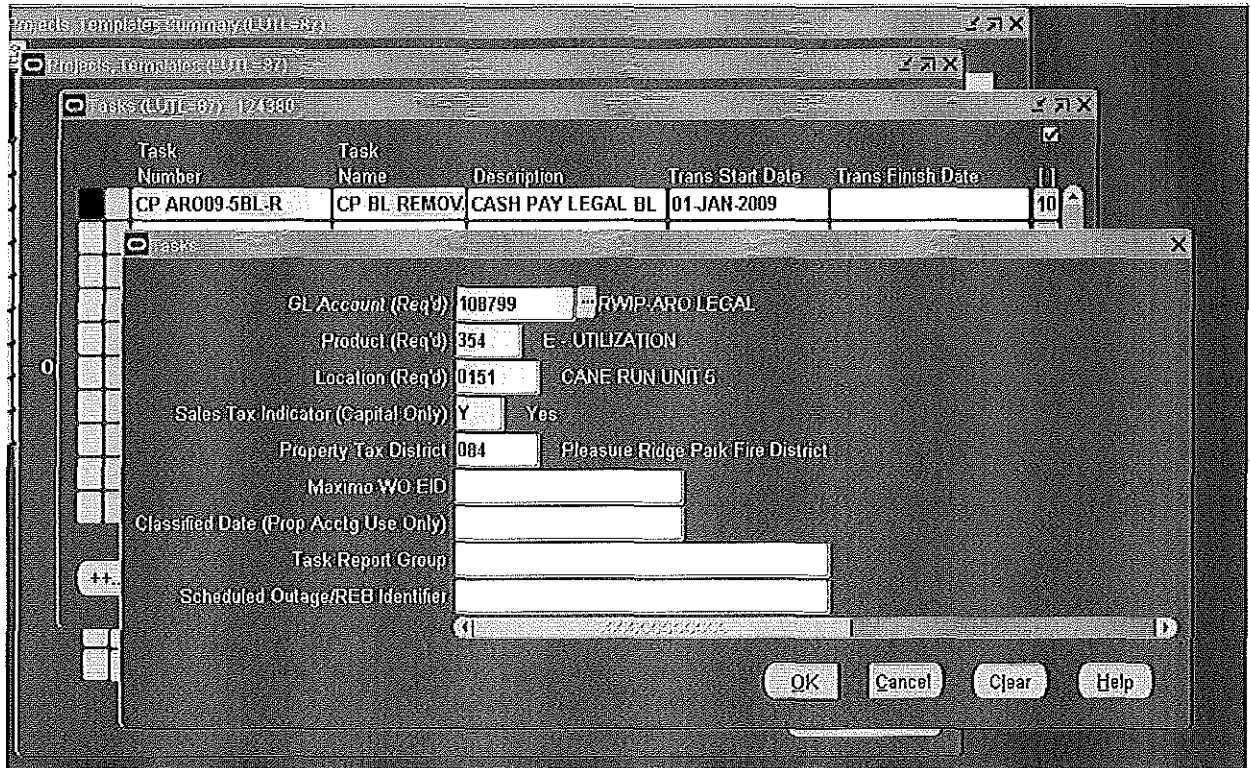 Projects, Templates Summary (LUTL-87)
Projects, Templates (LUTL-87)
Tasks (LUTL-87) - 124380
Task Number Task Name Description Trans Start Date Trans Finish Date [ ]
CP ARO09-5BL-R CP BL REMOV CASH PAY LEGAL BL 01-JAN-2009 10
Tasks
GL Account (Req'd) 108799 ... RWIP-ARO LEGAL
Product (Req'd) 354 E - UTILIZATION
Location (Req'd) 0151 CANE RUN UNIT 5
Sales Tax Indicator (Capital Only) Y Yes
Property Tax District 084 Pleasure Ridge Park Fire District
Maximo WO EID
Classified Date (Prop Acctg Use Only)
Task Report Group
Scheduled Outage/REB Identifier
0
++..
OK Cancel Clear Help